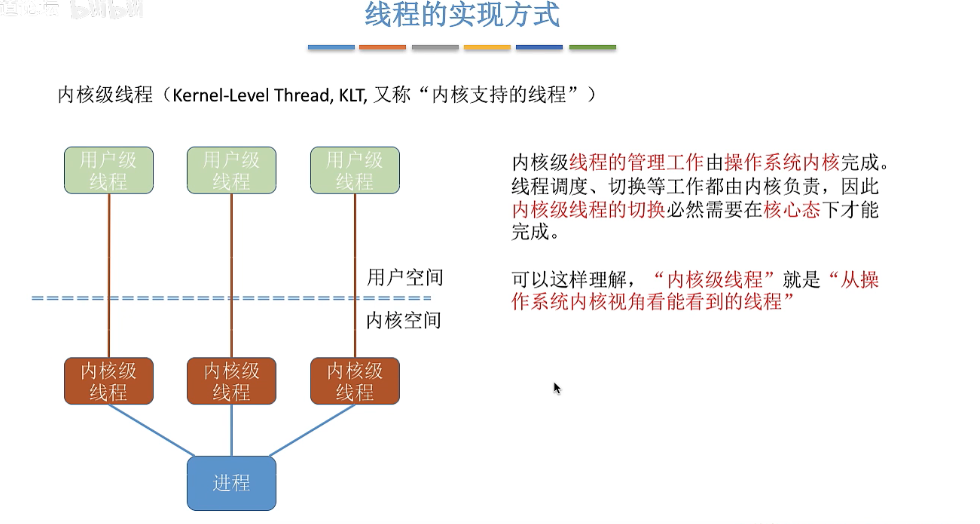 线程的实现方式
内核级线程（Kernel-Level Thread, KLT, 又称“内核支持的线程”）
用户级
线程
用户级
线程
用户级
线程
用户空间
内核空间
内核级
线程
内核级
线程
内核级
线程
进程
内核级线程的管理工作由操作系统内核完成。
线程调度、切换等工作都由内核负责，因此
内核级线程的切换必然需要在核心态下才能
完成。
可以这样理解，“内核级线程”就是“从操
作系统内核视角看能看到的线程”